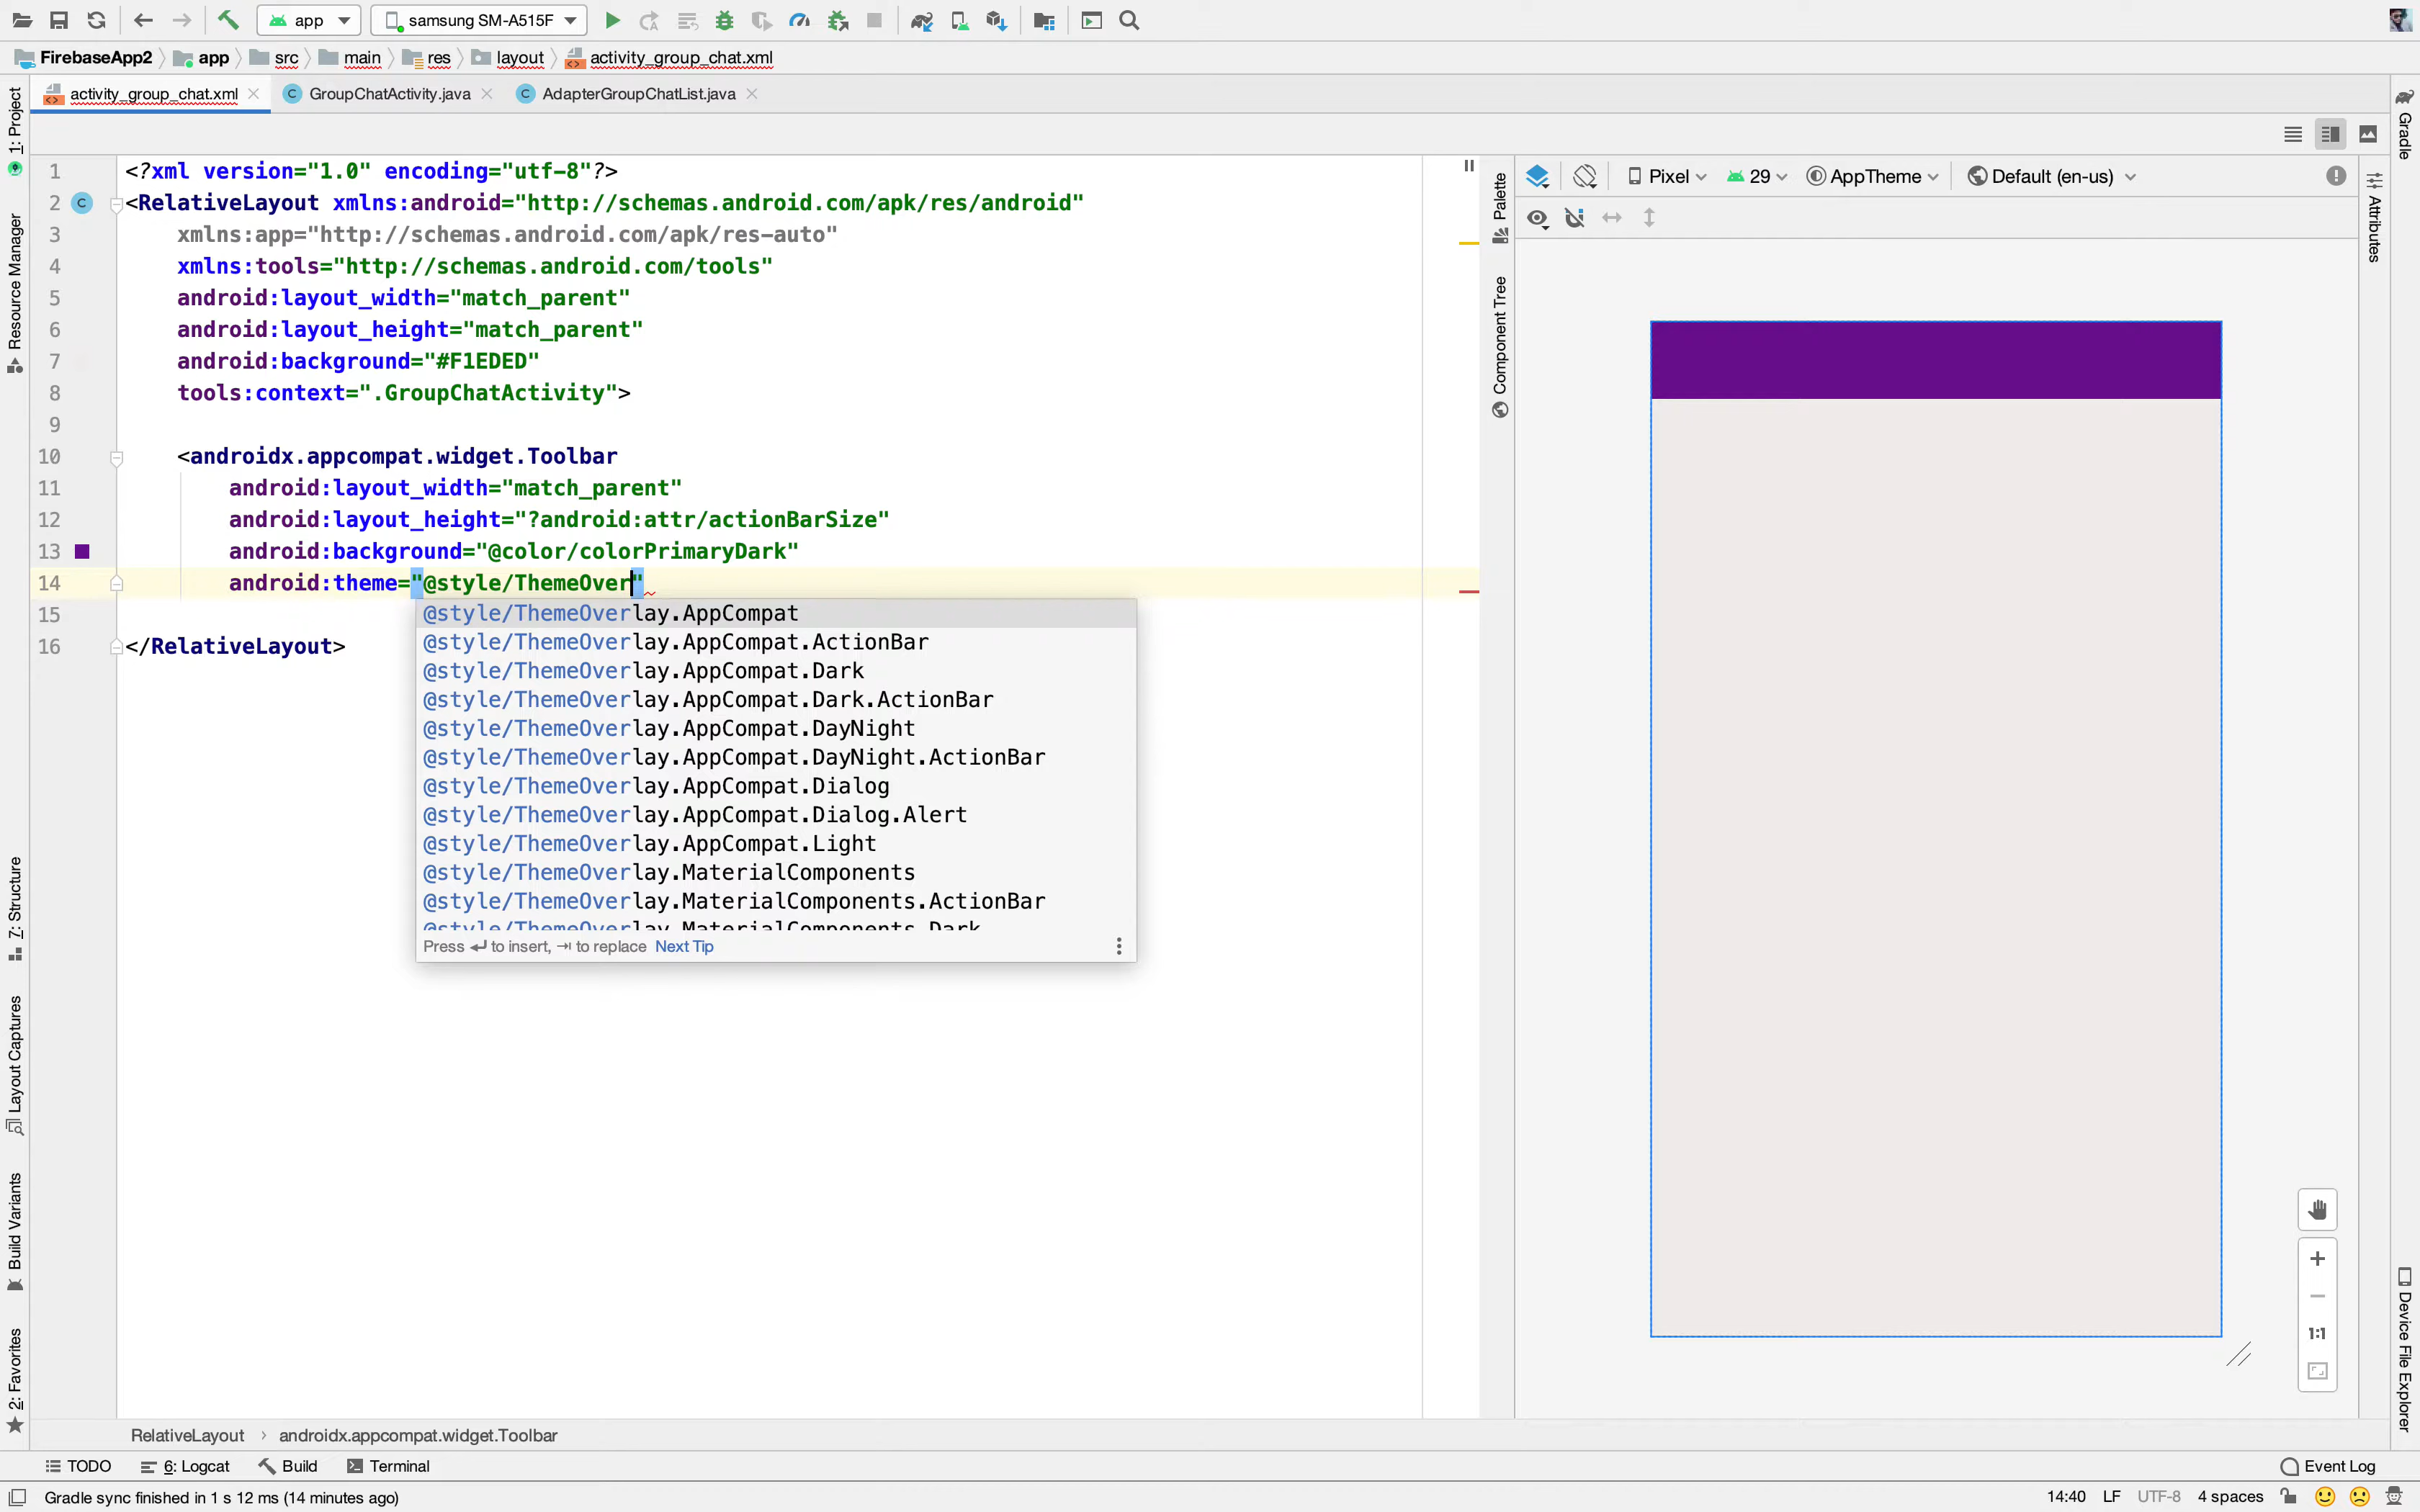 app
samsung SM-A515F
FirebaseApp2
app
src
main
res
layout
activity_group_chat.xml
activity_group_chat.xml
GroupChatActivity.java
AdapterGroupChatList.java
1: Project
Resource Manager
7: Structure
Layout Captures
Build Variants
2: Favorites
1 <?xml version="1.0" encoding="utf-8"?>
2 <RelativeLayout xmlns:android="http://schemas.android.com/apk/res/android"
3 xmlns:app="http://schemas.android.com/apk/res-auto"
4 xmlns:tools="http://schemas.android.com/tools"
5 android:layout_width="match_parent"
6 android:layout_height="match_parent"
7 android:background="#F1EDED"
8 tools:context=".GroupChatActivity">
9
10 <androidx.appcompat.widget.Toolbar
11 android:layout_width="match_parent"
12 android:layout_height="?android:attr/actionBarSize"
13 android:background="@color/colorPrimaryDark"
14 android:theme="@style/ThemeOver"
15
16 </RelativeLayout>
@style/ThemeOverlay.AppCompat
@style/ThemeOverlay.AppCompat.ActionBar
@style/ThemeOverlay.AppCompat.Dark
@style/ThemeOverlay.AppCompat.Dark.ActionBar
@style/ThemeOverlay.AppCompat.DayNight
@style/ThemeOverlay.AppCompat.DayNight.ActionBar
@style/ThemeOverlay.AppCompat.Dialog
@style/ThemeOverlay.AppCompat.Dialog.Alert
@style/ThemeOverlay.AppCompat.Light
@style/ThemeOverlay.MaterialComponents
@style/ThemeOverlay.MaterialComponents.ActionBar
@style/ThemeOverlay.MaterialComponents.Dark
Press ↵ to insert, ⇥ to replace Next Tip
Palette
Component Tree
Pixel
29
AppTheme
Default (en-us)
Gradle
Attributes
Device File Explorer
1:1
RelativeLayout › androidx.appcompat.widget.Toolbar
TODO
6: Logcat
Build
Terminal
Event Log
Gradle sync finished in 1 s 12 ms (14 minutes ago)
14:40 LF UTF-8 4 spaces